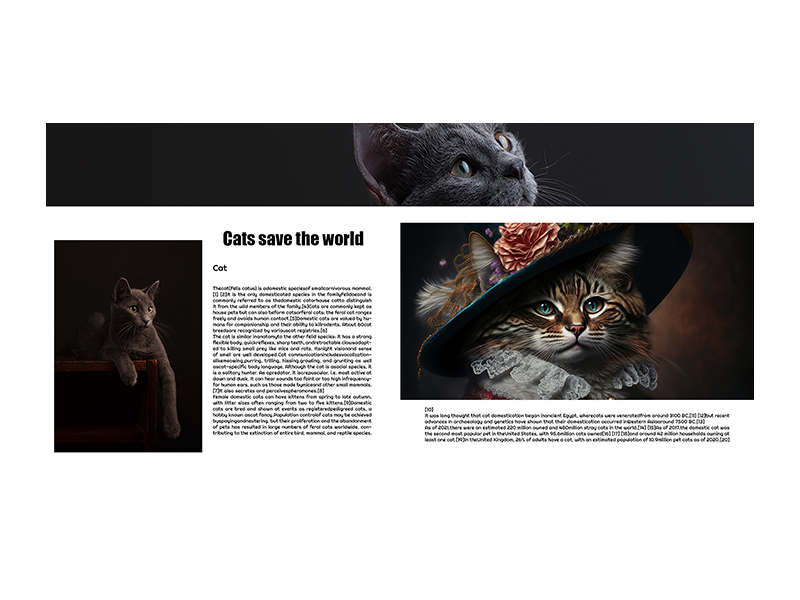 Cats save the world
Cat
Thecat(Felis catus) is adomestic speciesof smallcarnivorous mammal.
[1] [2]It is the only domesticated species in the familyfelidaeand is
commonly referred to as thedomestic catorhouse catto distinguish
it from the wild members of the family.[4]Cats are commonly kept as
house pets but can also beferm catsorferal cats; the feral cat ranges
freely and avoids human contact.[5]Domestic cats are valued by hu-
mans for companionship and their ability to killrodents. About 60cat
breedsare recognized by variouscat registries.[6]
The cat is similar inanatomyto the other felid species: it has a strong
flexible body, quickreflexes, sharp teeth, andretractable clawsadapt-
ed to killing small prey like mice and rats. Itsnight visionand sense
of smell are well developed.Cat communicationincludesvocalization-
slikemeowing,purring, trilling, hissing,growling, and grunting as well
ascat-specific body language. Although the cat is asocial species, it
is a solitary hunter. As apredator, it iscrepuscular, i.e. most active at
dawn and dusk. It can hear sounds too faint or too high infrequency-
for human ears, such as those made bymiceand other small mammals.
[7]It also secretes and perceivespheromones.[8]
Female domestic cats can have kittens from spring to late autumn,
with litter sizes often ranging from two to five kittens.[9]Domestic
cats are bred and shown at events as registeredpedigreed cats, a
hobby known ascat fancy.Population controlof cats may be achieved
byspayingandneutering, but their proliferation and the abandonment
of pets has resulted in large numbers of feral cats worldwide, con-
tributing to the extinction of entire bird, mammal, and reptile species.
[10]
It was long thought that cat domestication began inancient Egypt, wherecats were veneratedfrom around 3100 BC,[11] [12]but recent
advances in archaeology and genetics have shown that their domestication occurred inWestern Asiaaround 7500 BC.[13]
As of 2021,there were an estimated 220 million owned and 480million stray cats in the world.[14] [15]As of 2017,the domestic cat was
the second most popular pet in theUnited States, with 95.6million cats owned[16] [17] [18]and around 42 million households owning at
least one cat.[19]In theUnited Kingdom, 26% of adults have a cat, with an estimated population of 10.9million pet cats as of 2020.[20]